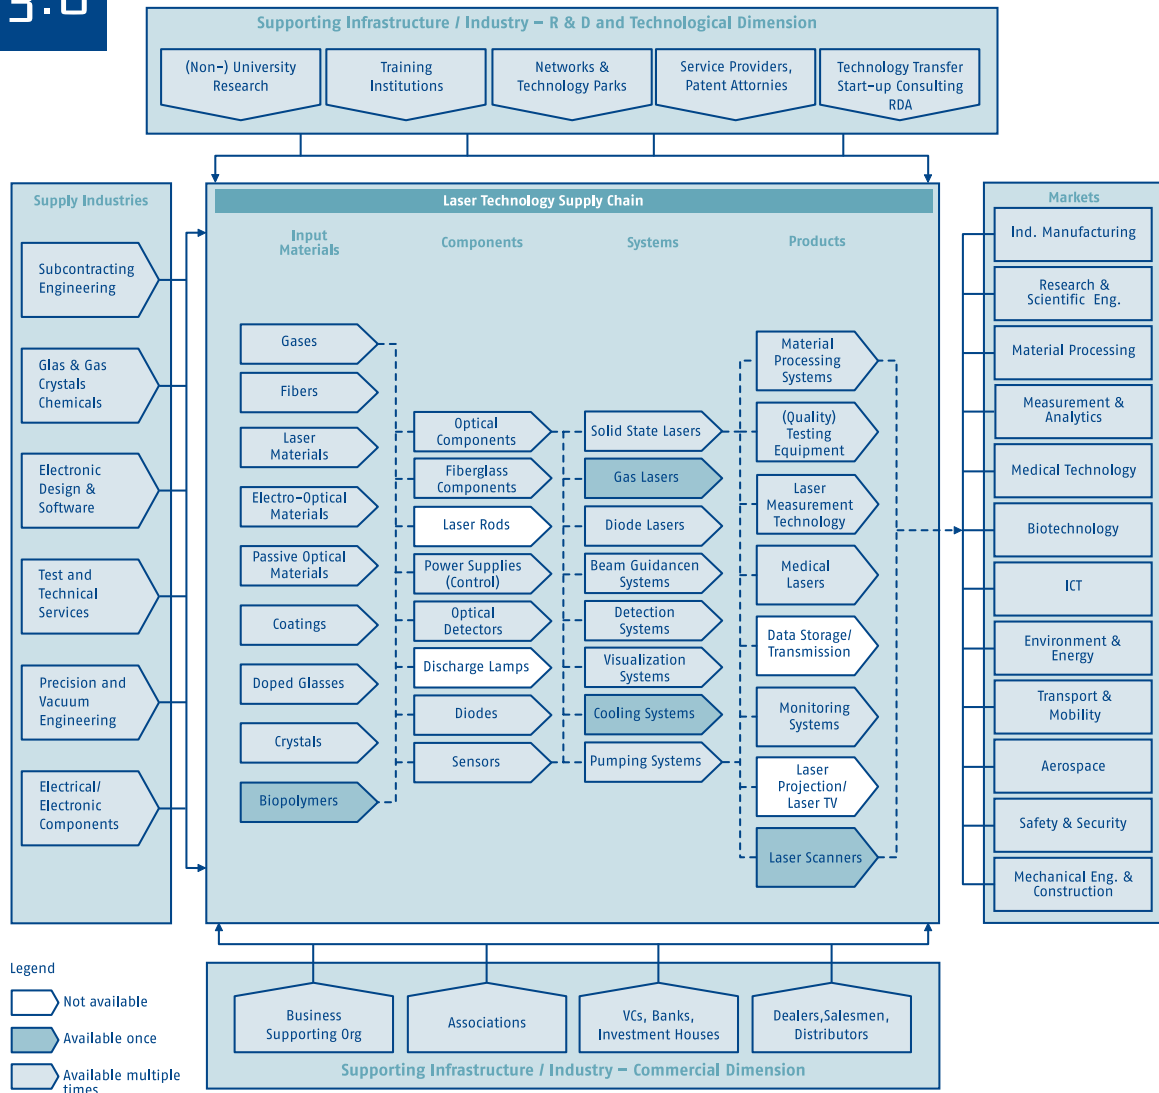 3.0
Supporting Infrastructure / Industry – R & D and Technological Dimension
(Non-) University
Research
Training
Institutions
Networks &
Technology Parks
Service Providers,
Patent Attornies
Technology Transfer
Start-up Consulting
RDA
Supply Industries
Subcontracting
Engineering
Glas & Gas
Crystals
Chemicals
Electronic
Design &
Software
Test and
Technical
Services
Precision and
Vacuum
Engineering
Electrical/
Electronic
Components
Laser Technology Supply Chain
Input
Materials
Gases
Fibers
Laser
Materials
Electro-Optical
Materials
Passive Optical
Materials
Coatings
Doped Glasses
Crystals
Biopolymers
Components
Optical
Components
Fiberglass
Components
Laser Rods
Power Supplies
(Control)
Optical
Detectors
Discharge Lamps
Diodes
Sensors
Systems
Solid State Lasers
Gas Lasers
Diode Lasers
Beam Guidancen
Systems
Detection
Systems
Visualization
Systems
Cooling Systems
Pumping Systems
Products
Material
Processing
Systems
(Quality)
Testing
Equipment
Laser
Measurement
Technology
Medical
Lasers
Data Storage/
Transmission
Monitoring
Systems
Laser
Projection/
Laser TV
Laser Scanners
Markets
Ind. Manufacturing
Research &
Scientific Eng.
Material Processing
Measurement &
Analytics
Medical Technology
Biotechnology
ICT
Environment &
Energy
Transport &
Mobility
Aerospace
Safety & Security
Mechanical Eng. &
Construction
Legend
Not available
Available once
Available multiple
times
Business
Supporting Org
Associations
VCs, Banks,
Investment Houses
Dealers,Salesmen,
Distributors
Supporting Infrastructure / Industry – Commercial Dimension